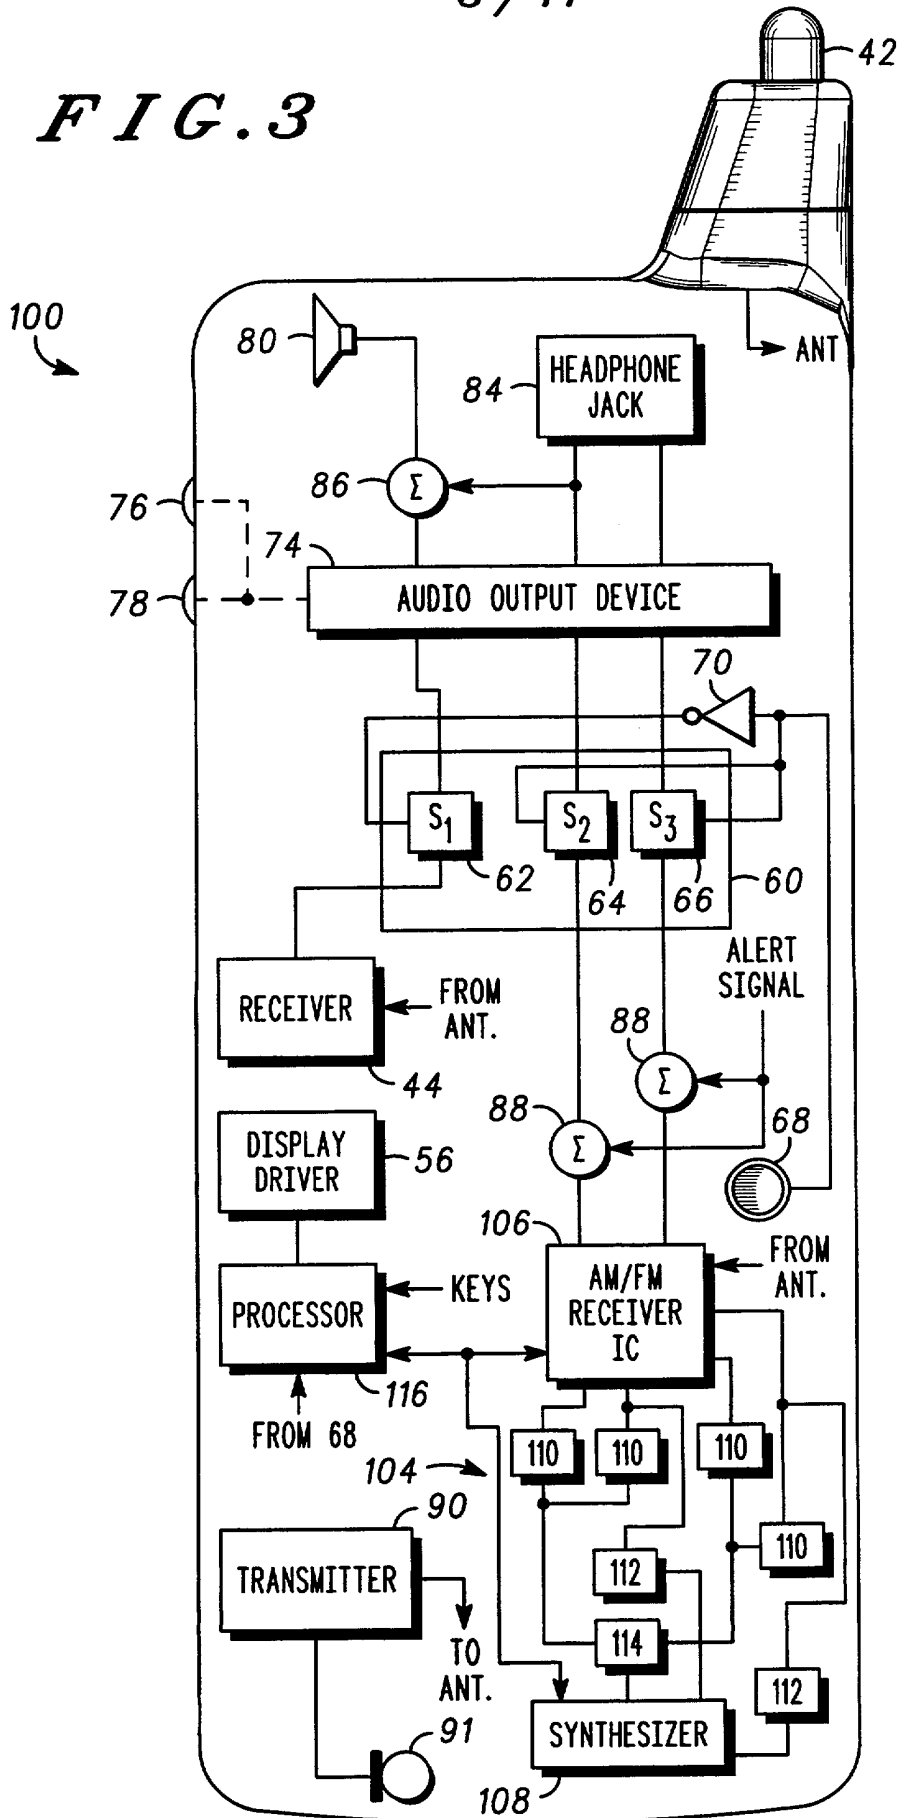 FIG.3
42
100
80
84
HEADPHONE
JACK
ANT
86
Σ
76
74
78
AUDIO OUTPUT DEVICE
70
S1
S2
S3
62
64
66
60
ALERT
SIGNAL
RECEIVER
FROM
ANT.
44
88
Σ
88
Σ
68
DISPLAY
DRIVER
56
106
AM/FM
RECEIVER
IC
FROM
ANT.
PROCESSOR
KEYS
116
FROM 68
104
110
110
110
110
90
TRANSMITTER
TO
ANT.
112
114
112
SYNTHESIZER
91
108